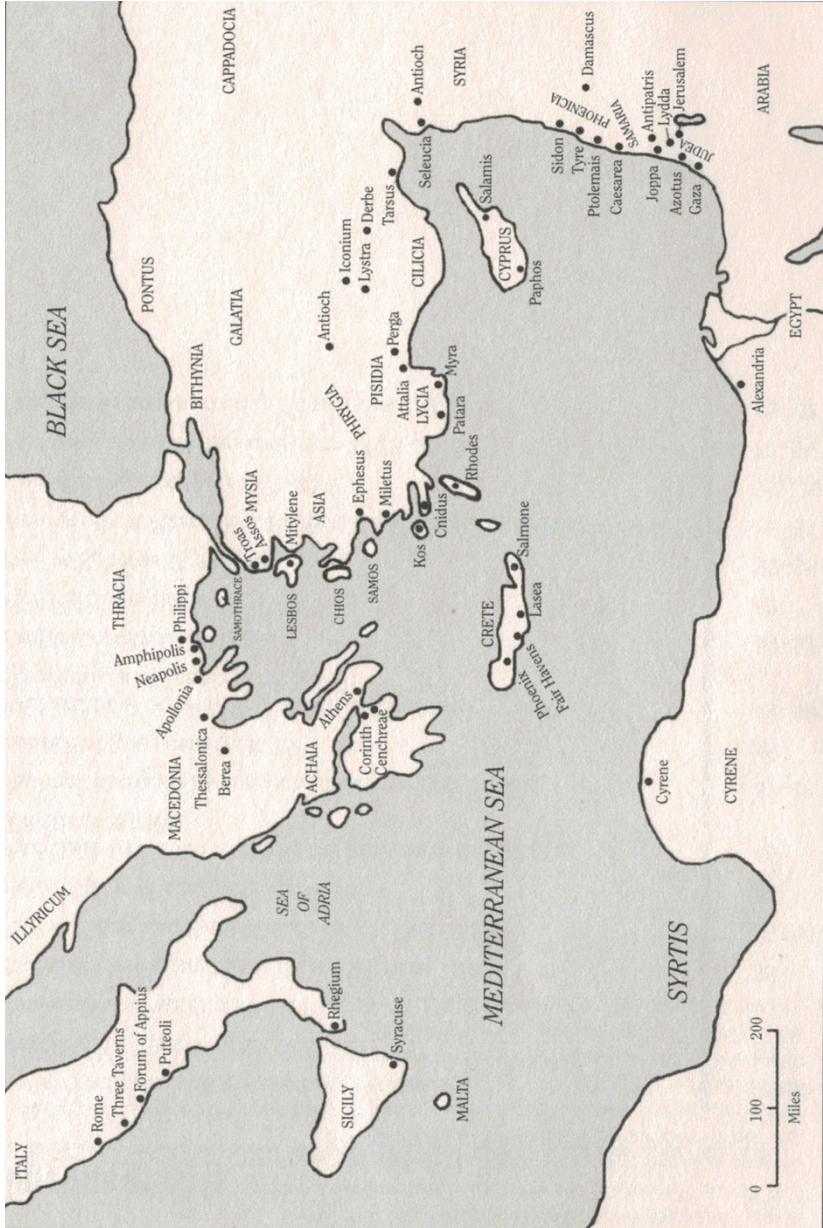 ITALY
Rome
Three Taverns
Forum of Appius
Puteoli
ILLYRICUM
MACEDONIA
Thessalonica
Berea
Apollonia
Neapolis
Amphipolis
Philippi
THRACIA
BLACK SEA
BITHYNIA
PONTUS
GALATIA
CAPPADOCIA
SAMOTHRACE
Troas
Assos
MYSIA
Mitylene
LESBOS
ASIA
CHIOS
SAMOS
Ephesus
Miletus
PHRYGIA
Antioch
PISIDIA
Iconium
Lystra
Derbe
Perga
Attalia
LYCIA
Patara
Myra
CILICIA
Tarsus
Antioch
Seleucia
SYRIA
SEA
OF
ADRIA
ACHAIA
Athens
Corinth
Cenchreae
Kos
Cnidus
Rhodes
Rhegium
SICILY
Syracuse
MALTA
MEDITERRANEAN SEA
CRETE
Phoenix
Fair Havens
Lasea
Salmone
CYPRUS
Salamis
Paphos
Damascus
PHOENICIA
Sidon
Tyre
Ptolemais
SAMARIA
Caesarea
Antipatris
Joppa
Lydda
Jerusalem
JUDEA
Azotus
Gaza
ARABIA
EGYPT
Alexandria
Cyrene
CYRENE
SYRTIS
0 100 200
Miles